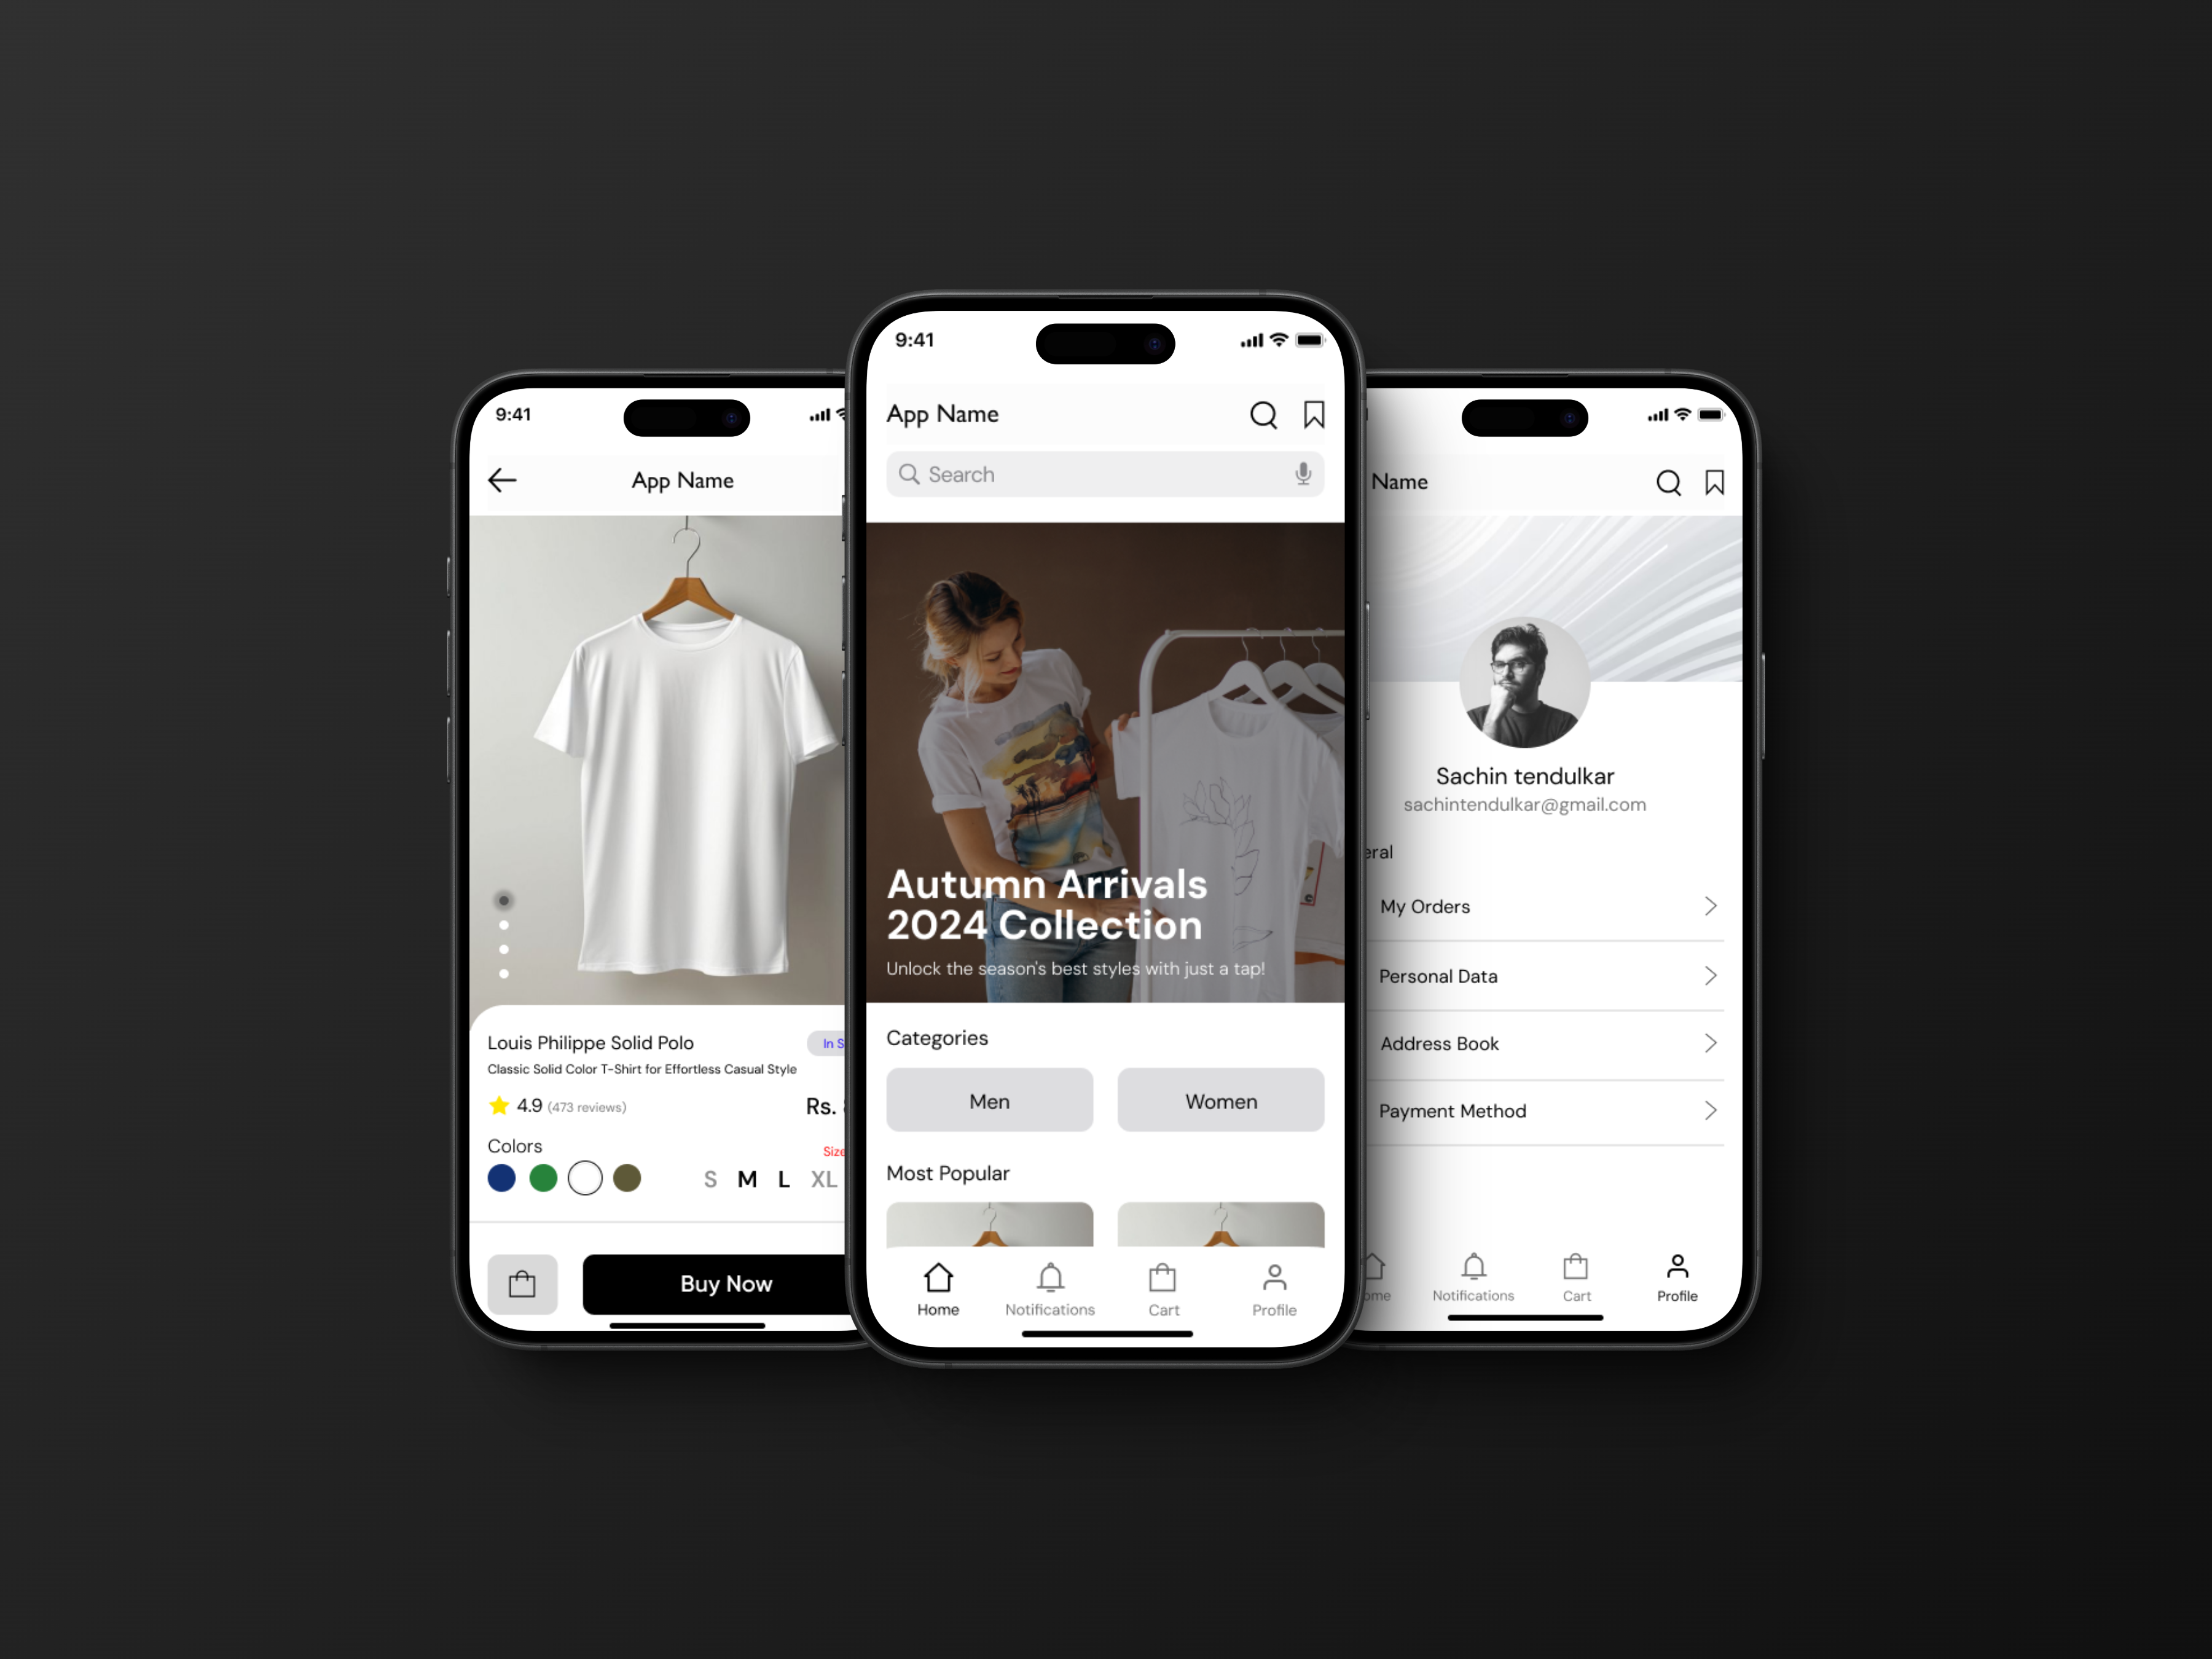 9:41
App Name
Louis Philippe Solid Polo
In S
Classic Solid Color T-Shirt for Effortless Casual Style
4.9 (473 reviews)
Rs.
Colors
Size
S M L XL
Buy Now
9:41
App Name
Search
Autumn Arrivals
2024 Collection
Unlock the season's best styles with just a tap!
Categories
Men
Women
Most Popular
Home
Notifications
Cart
Profile
Name
Sachin tendulkar
sachintendulkar@gmail.com
eral
My Orders
Personal Data
Address Book
Payment Method
ome
Notifications
Cart
Profile